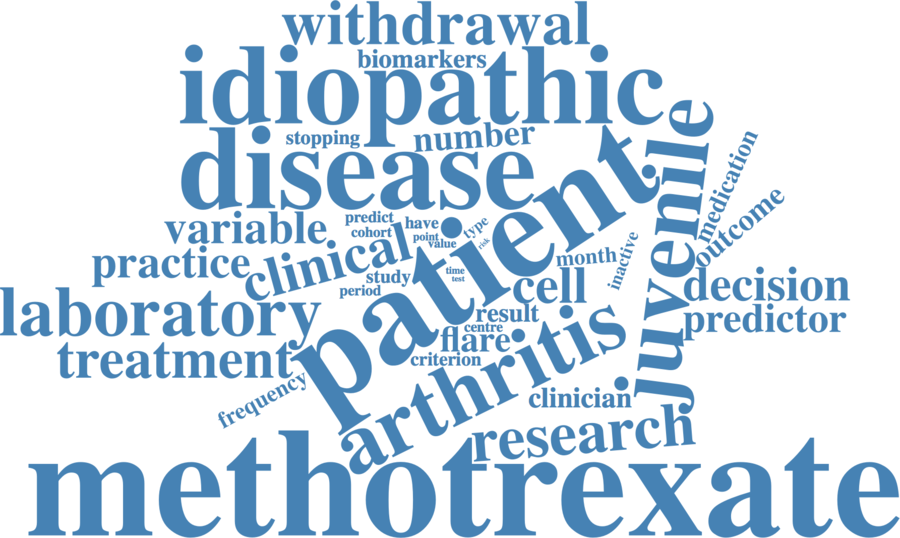 withdrawal
biomarkers
idiopathic
stopping
number
disease
patient
juvenile
medication
outcome
variable
predict
have
type
cohort
point
value
risk
practice
clinical
study
time
test
month
inactive
period
cell
decision
laboratory
result
centre
predictor
flare
treatment
criterion
arthritis
frequency
clinician
research
methotrexate